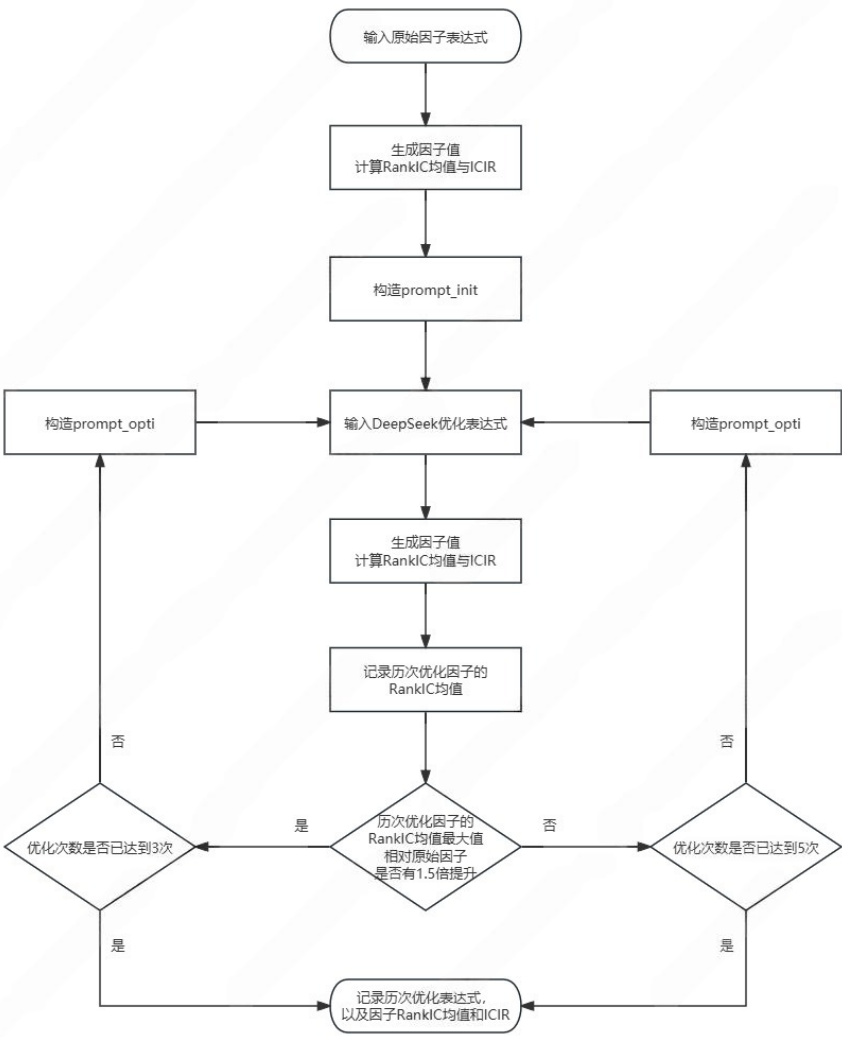 输入原始因子表达式
生成因子值
计算RankIC均值与ICIR
构造prompt_init
构造prompt_opti
输入DeepSeek优化表达式
构造prompt_opti
生成因子值
计算RankIC均值与ICIR
记录历次优化因子的
RankIC均值
否
否
是
历次优化因子的
RankIC均值最大值
相对原始因子
是否有1.5倍提升
否
优化次数是否已达到3次
优化次数是否已达到5次
是
是
记录历次优化表达式，
以及因子RankIC均值和ICIR